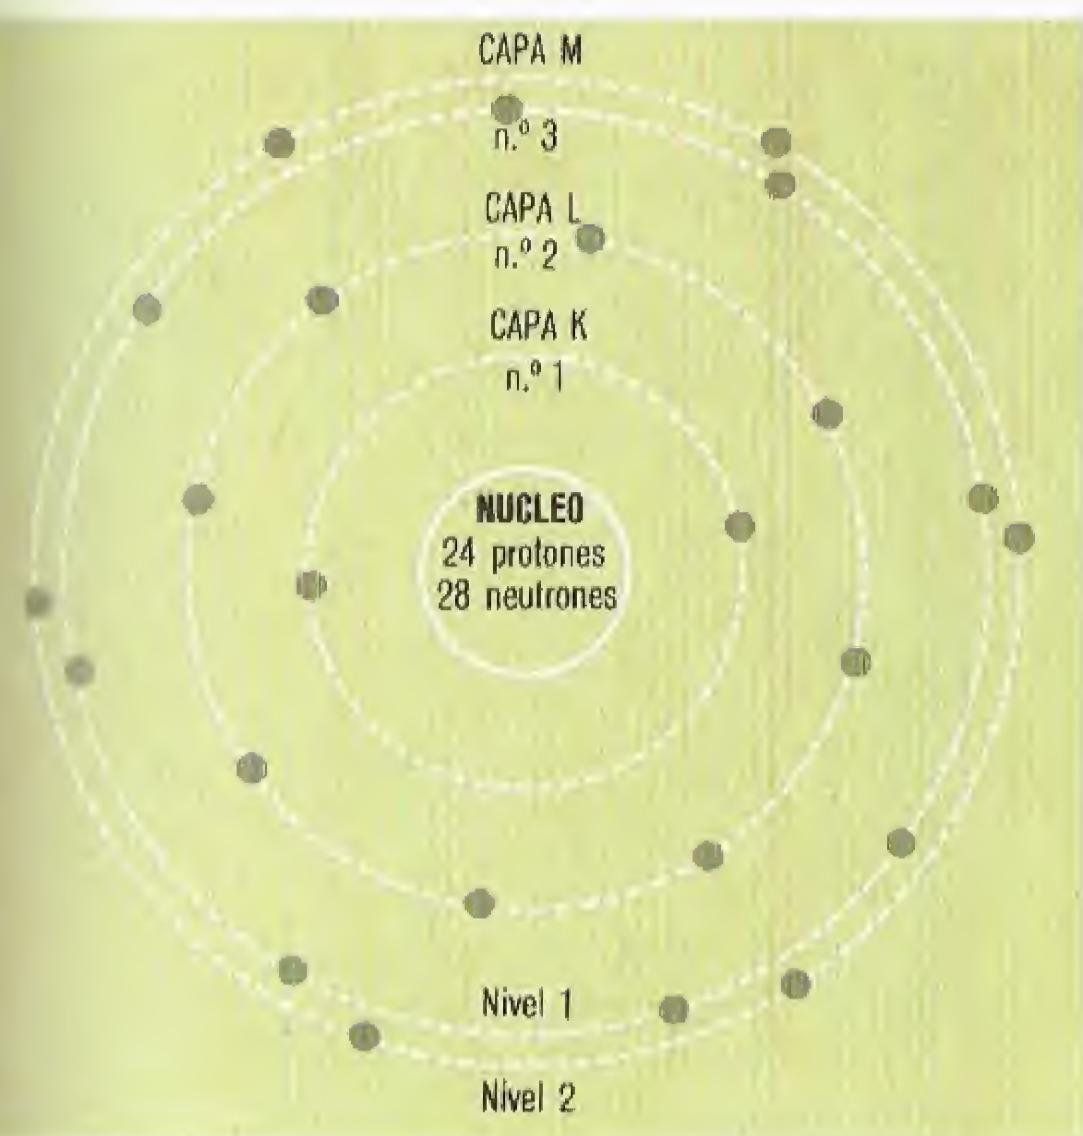 CAPA M
n.º 3
CAPA L
n.º 2
CAPA K
n.º 1
NUCLEO
24 protones
28 neutrones
Nivel 1
Nivel 2